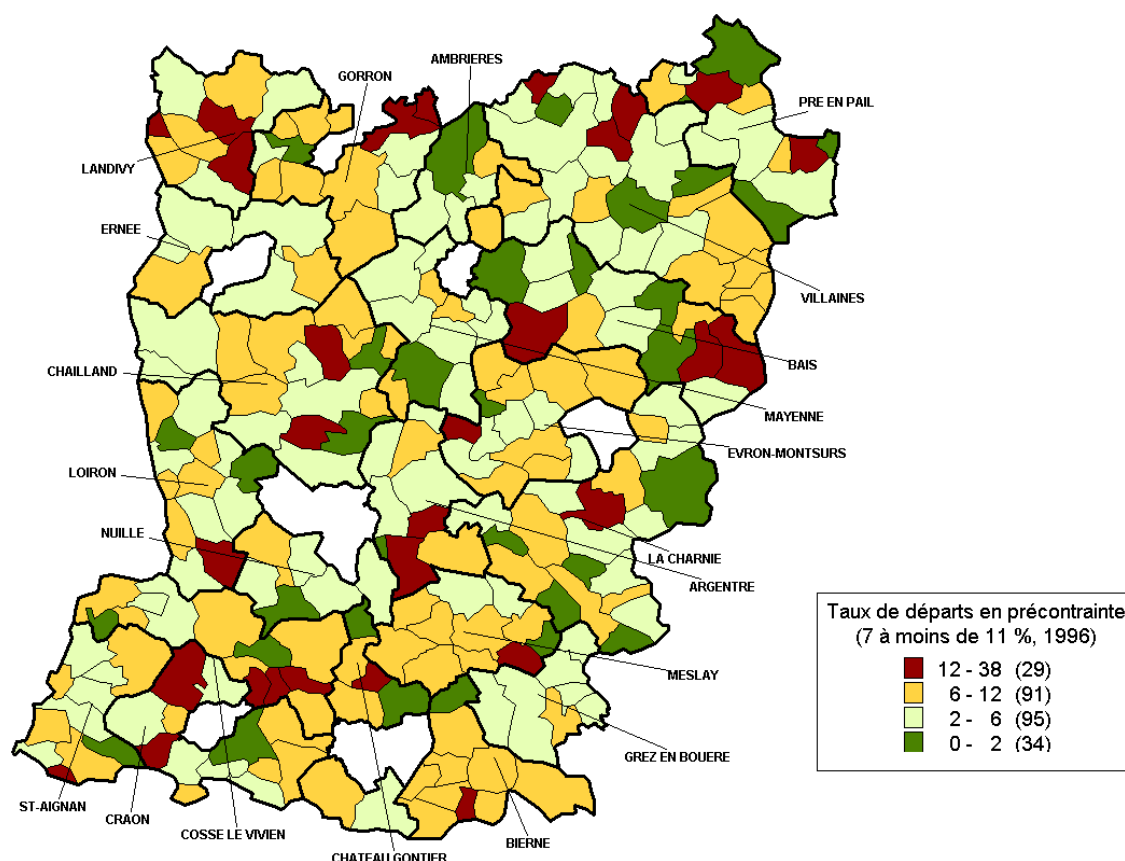 AMBRIERES
GORRON
PRE EN PAIL
LANDIVY
ERNEE
VILLAINES
BAIS
CHAILLAND
MAYENNE
EVRON-MONTSURS
LOIRON
NUILLE
LA CHARNIE
ARGENTRE
Taux de départs en précontrainte
(7 à moins de 11 %, 1996)
12 - 38 (29)
6 - 12 (91)
2 - 6 (95)
0 - 2 (34)
MESLAY
GREZ EN BOUERE
ST-AIGNAN
CRAON
COSSE LE VIVIEN
BIERNE
CHATEAU GONTIER